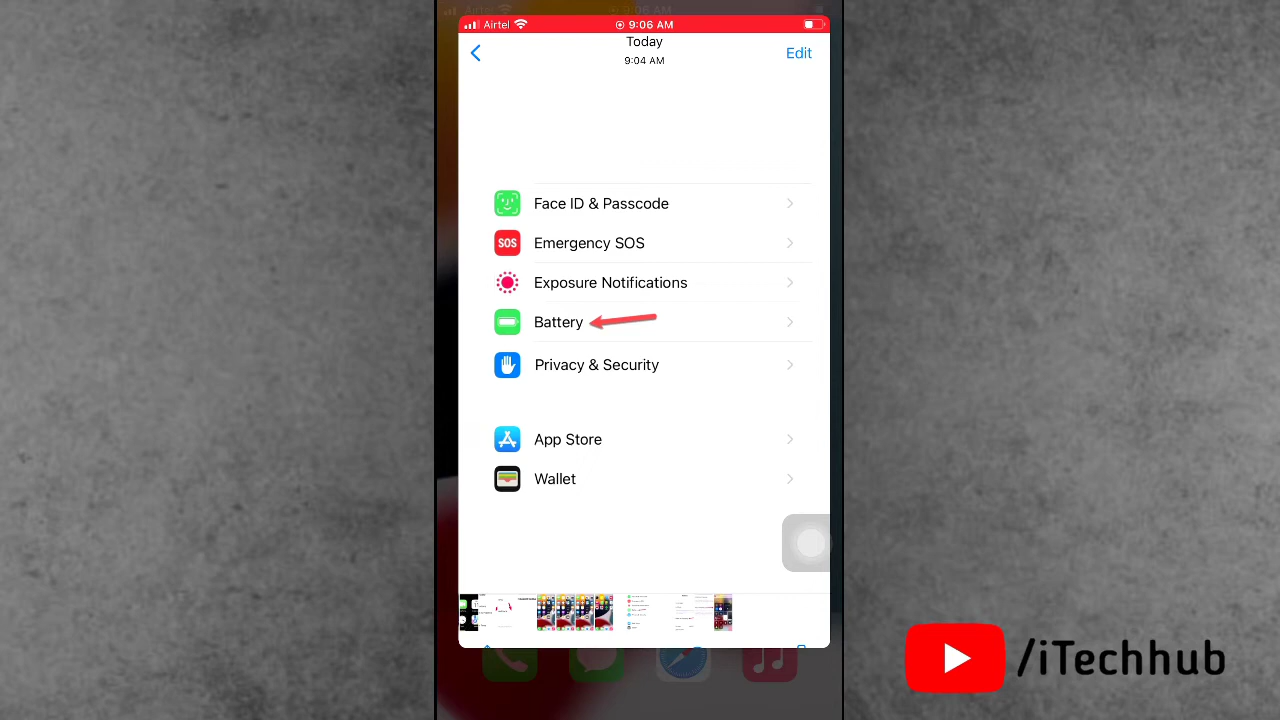 Airtel
9:06 AM
Today
9:04 AM
Edit
Face ID & Passcode
SOS
Emergency SOS
Exposure Notifications
Battery
Privacy & Security
App Store
Wallet
/iTechhub